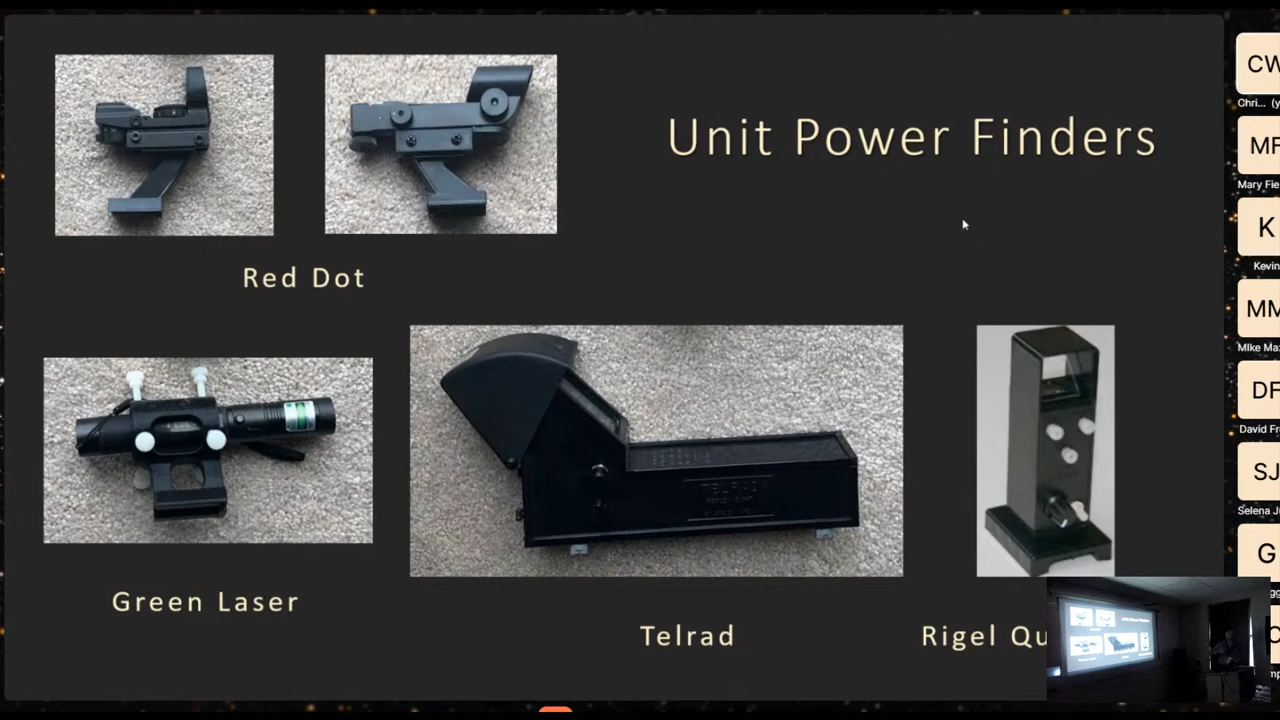 Unit Power Finders
Red Dot
Green Laser
Telrad
Rigel Qu
CW
Chri... (y
MF
Mary Fie
K
Kevin
MM
MIke Ma
DF
David Fr
SJ
Selena J
G
TELRAD